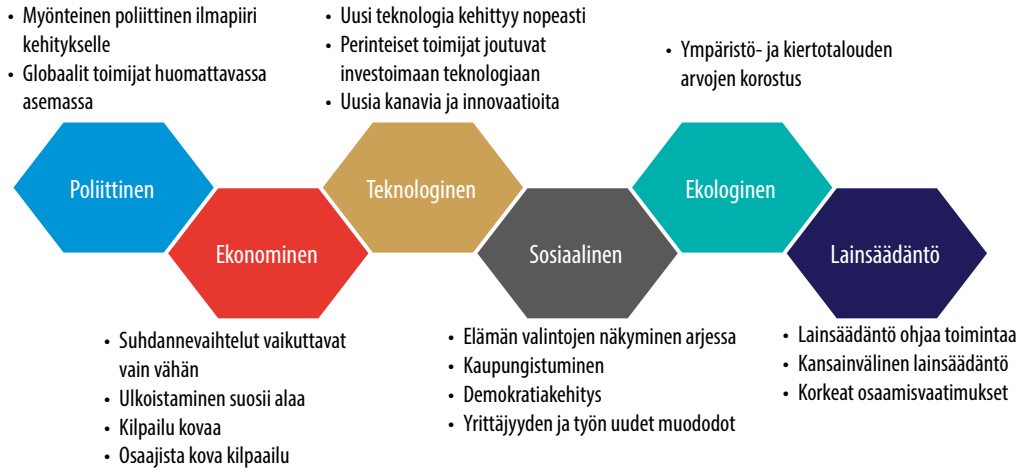 • Myönteinen poliittinen ilmapiiri
kehitykselle
• Globaalit toimijat huomattavassa
asemassa
• Uusi teknologia kehittyy nopeasti
• Perinteiset toimijat joutuvat
investoimaan teknologiaan
• Uusia kanavia ja innovaatioita
• Ympäristö- ja kiertotalouden
arvojen korostus
Poliittinen
Teknologinen
Ekologinen
Ekonominen
Sosiaalinen
Lainsäädäntö
• Suhdannevaihtelut vaikuttavat
vain vähän
• Ulkoistaminen suosii alaa
• Kilpailu kovaa
• Osaajista kova kilpaailu
• Elämän valintojen näkyminen arjessa
• Kaupungistuminen
• Demokratiakehitys
• Yrittäjyyden ja työn uudet muododot
• Lainsäädäntö ohjaa toimintaa
• Kansainvälinen lainsäädäntö
• Korkeat osaamisvaatimukset